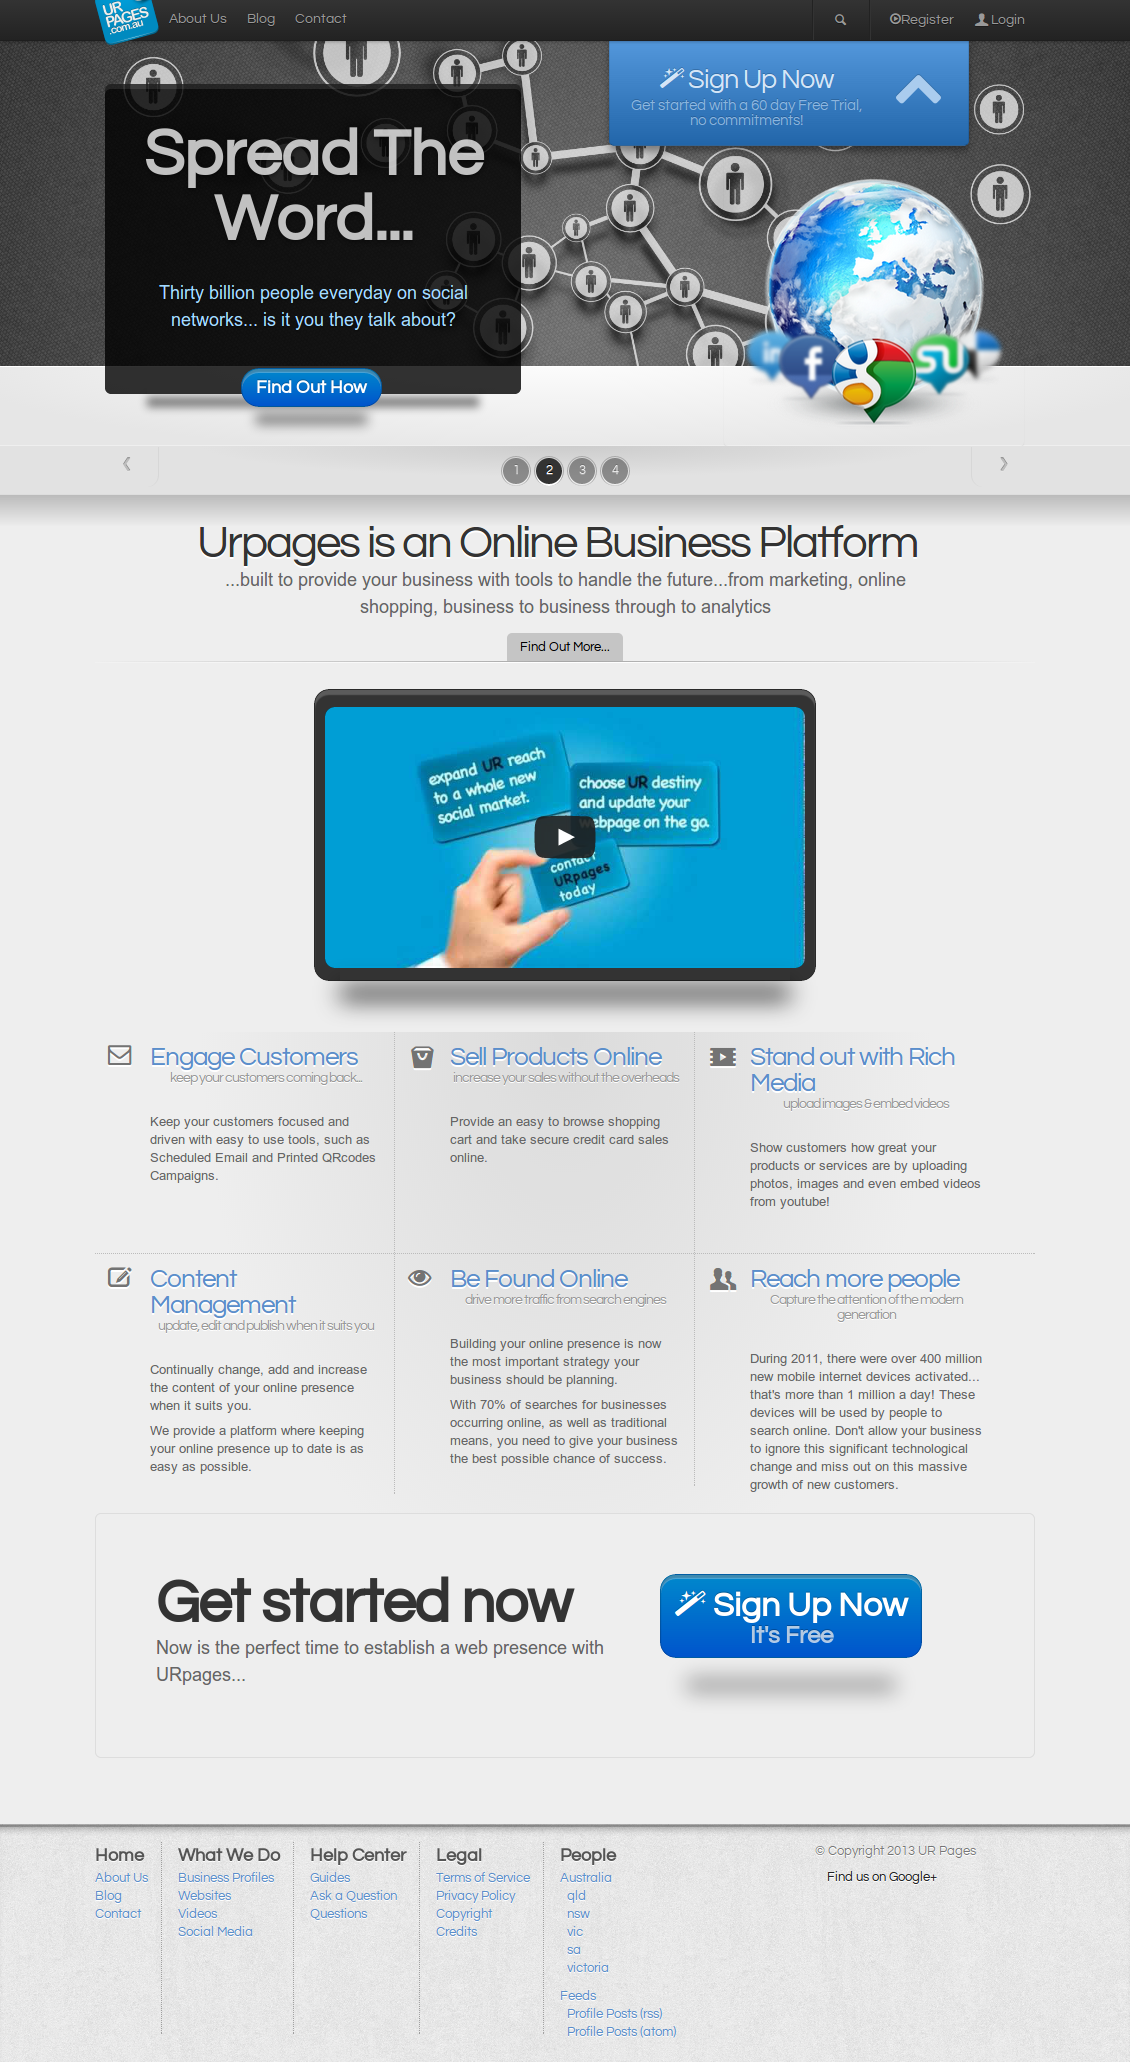 UR
PAGES
.com.au
About Us
Blog
Contact
Register
Login
Sign Up Now
Get started with a 60 day Free Trial,
no commitments!
Spread The
Word...
Thirty billion people everyday on social
networks... is it you they talk about?
Find Out How
in
f
SU
1
2
3
4
Urpages is an Online Business Platform
...built to provide your business with tools to handle the future...from marketing, online
shopping, business to business through to analytics
Find Out More...
expand UR reach
to a whole new
social market.
choose UR destiny
and update your
webpage on the go.
contact
URpages
today
Engage Customers
keep your customers coming back...
Keep your customers focused and
driven with easy to use tools, such as
Scheduled Email and Printed QRcodes
Campaigns.
Sell Products Online
increase your sales without the overheads
Provide an easy to browse shopping
cart and take secure credit card sales
online.
Stand out with Rich
Media
upload images & embed videos
Show customers how great your
products or services are by uploading
photos, images and even embed videos
from youtube!
Content
Management
update, edit and publish when it suits you
Continually change, add and increase
the content of your online presence
when it suits you.
We provide a platform where keeping
your online presence up to date is as
easy as possible.
Be Found Online
drive more traffic from search engines
Building your online presence is now
the most important strategy your
business should be planning.
With 70% of searches for businesses
occurring online, as well as traditional
means, you need to give your business
the best possible chance of success.
Reach more people
Capture the attention of the modern
generation
During 2011, there were over 400 million
new mobile internet devices activated...
that's more than 1 million a day! These
devices will be used by people to
search online. Don't allow your business
to ignore this significant technological
change and miss out on this massive
growth of new customers.
Get started now
Now is the perfect time to establish a web presence with
URpages...
Sign Up Now
It's Free
Home
About Us
Blog
Contact
What We Do
Business Profiles
Websites
Videos
Social Media
Help Center
Guides
Ask a Question
Questions
Legal
Terms of Service
Privacy Policy
Copyright
Credits
People
Australia
qld
nsw
vic
sa
victoria
Feeds
Profile Posts (rss)
Profile Posts (atom)
© Copyright 2013 UR Pages
Find us on Google+